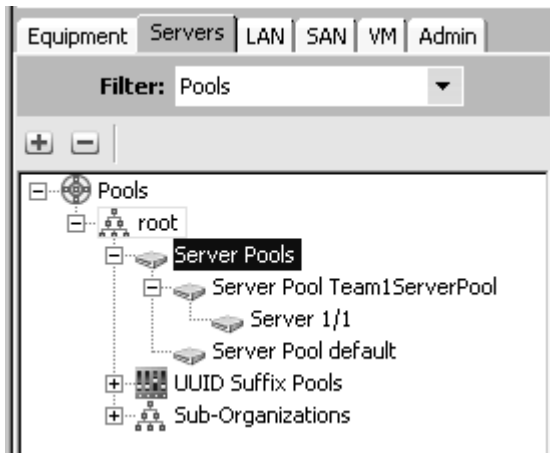 Equipment Servers LAN SAN VM Admin
Filter: Pools
Pools
root
Server Pools
Server Pool Team1ServerPool
Server 1/1
Server Pool default
UUID Suffix Pools
Sub-Organizations